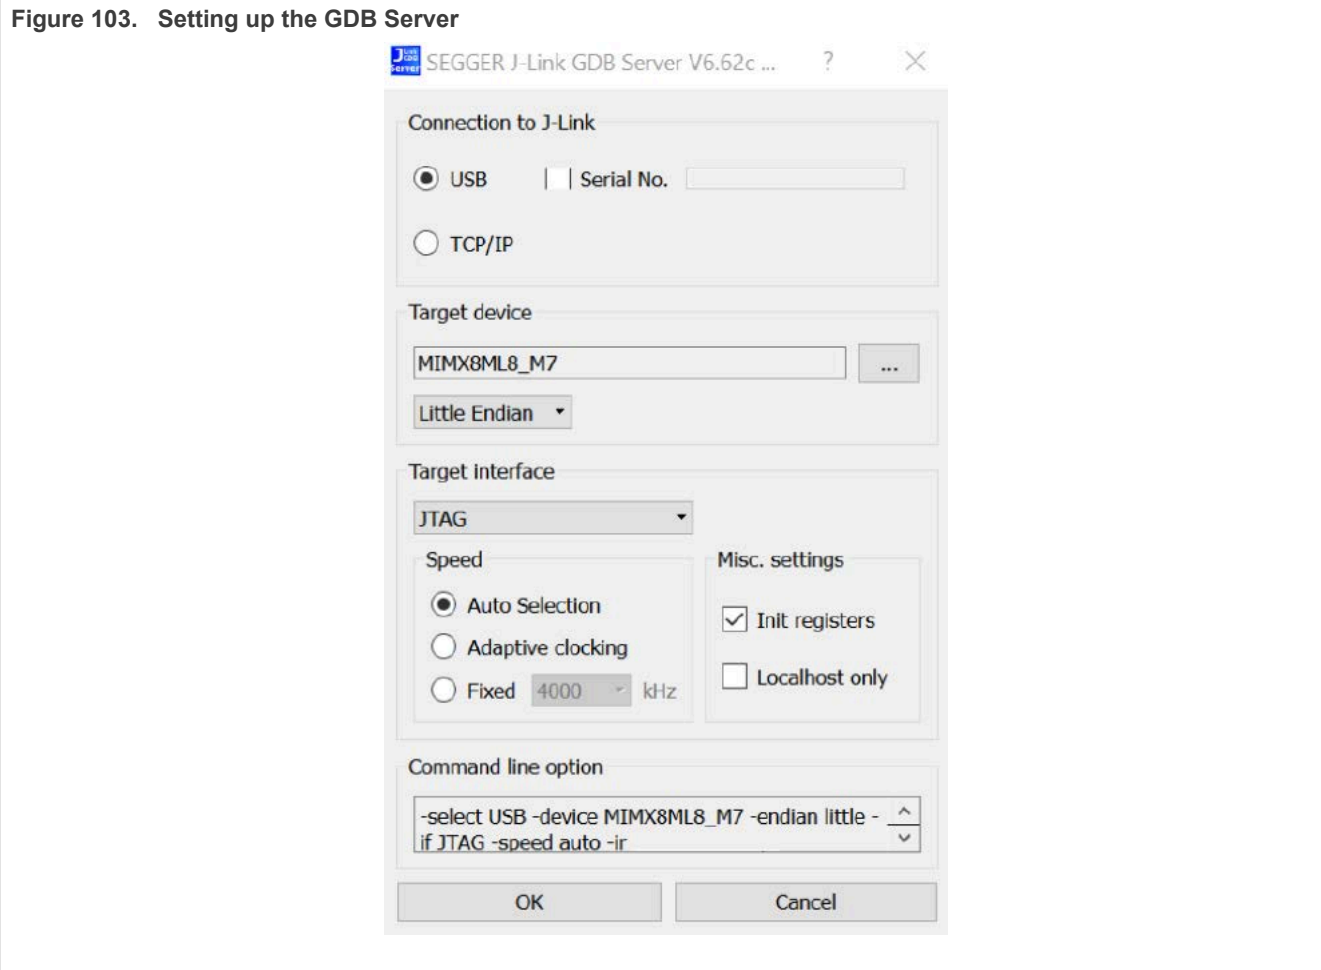 Figure 103. Setting up the GDB Server
J-Link GDB Server
SEGGER J-Link GDB Server V6.62c ... ?
Connection to J-Link
USB Serial No.
TCP/IP
Target device
MIMX8ML8_M7 ...
Little Endian
Target interface
JTAG
Speed Misc. settings
Auto Selection
Init registers
Adaptive clocking
Localhost only
Fixed 4000 kHz
Command line option
-select USB -device MIMX8ML8_M7 -endian little -
if JTAG -speed auto -ir
OK Cancel